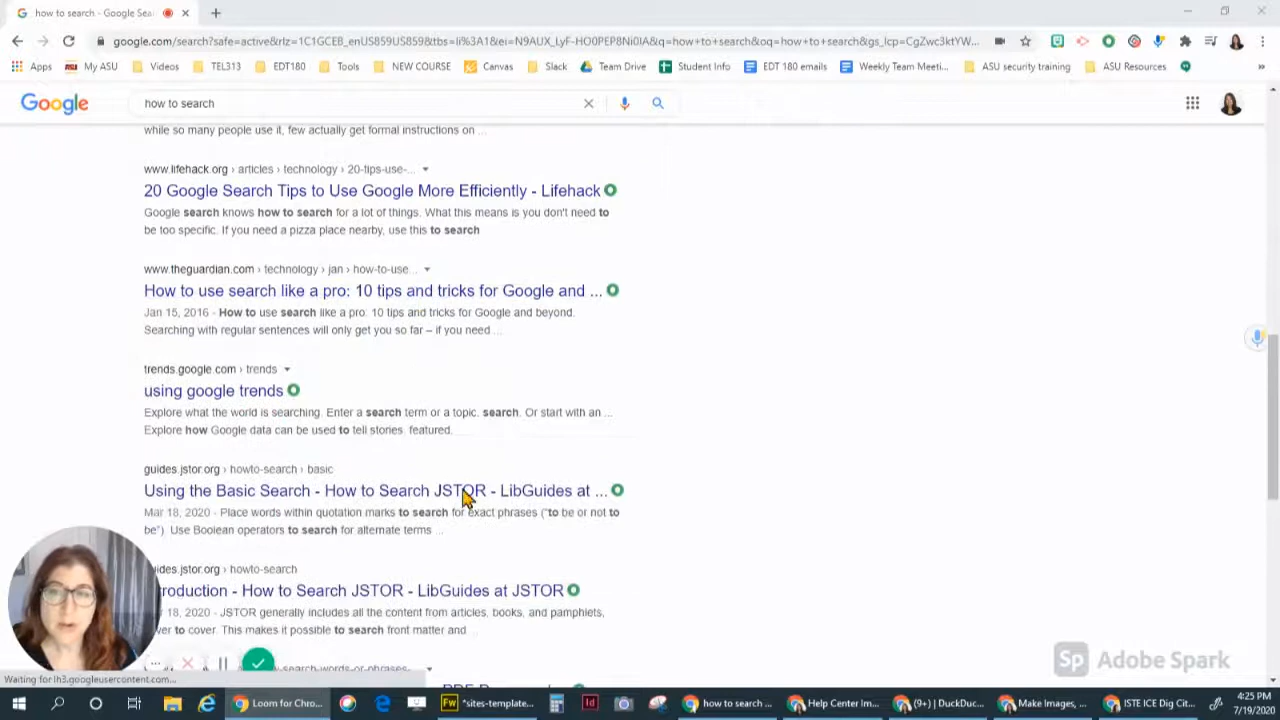 how to search - Google Sea
google.com/search?safe=active&rlz=1C1GCEB_enUS859US859&tbs=li%3A1&ei=N9AUX_LyF-HO0PEP8Ni0IA&q=how+to+search&oq=how+to+search&gs_lcp=CgZwc3ktYW...
Apps My ASU Videos TEL313 EDT180 Tools NEW COURSE Canvas Slack Team Drive Student Info EDT 180 emails Weekly Team Meeti... ASU security training ASU Resources »
Google how to search
while so many people use it, few actually get formal instructions on ...
www.lifehack.org › articles › technology › 20-tips-use-...
20 Google Search Tips to Use Google More Efficiently - Lifehack
Google search knows how to search for a lot of things. What this means is you don't need to
be too specific. If you need a pizza place nearby, use this to search
www.theguardian.com › technology › jan › how-to-use...
How to use search like a pro: 10 tips and tricks for Google and ...
Jan 15, 2016 - How to use search like a pro: 10 tips and tricks for Google and beyond.
Searching with regular sentences will only get you so far – if you need ...
trends.google.com › trends
using google trends
Explore what the world is searching. Enter a search term or a topic. search. Or start with an ...
Explore how Google data can be used to tell stories. featured.
guides.jstor.org › howto-search › basic
Using the Basic Search - How to Search JSTOR - LibGuides at ...
Mar 18, 2020 - Place words within quotation marks to search for exact phrases ("to be or not to
be") Use Boolean operators to search for alternate terms ...
ides.jstor.org › howto-search
roduction - How to Search JSTOR - LibGuides at JSTOR
18, 2020 - JSTOR generally includes all the content from articles, books, and pamphlets,
ver to cover. This makes it possible to search front matter and
search-words-or-phrases-
Sp Adobe Spark
Waiting for lh3.googleusercontent.com...
Loom for Chro... *sites-template... how to search ... Help Center Im... (9+) | DuckDuc... Make Images, ... ISTE ICE Dig Cit... 4:25 PM
7/19/2020